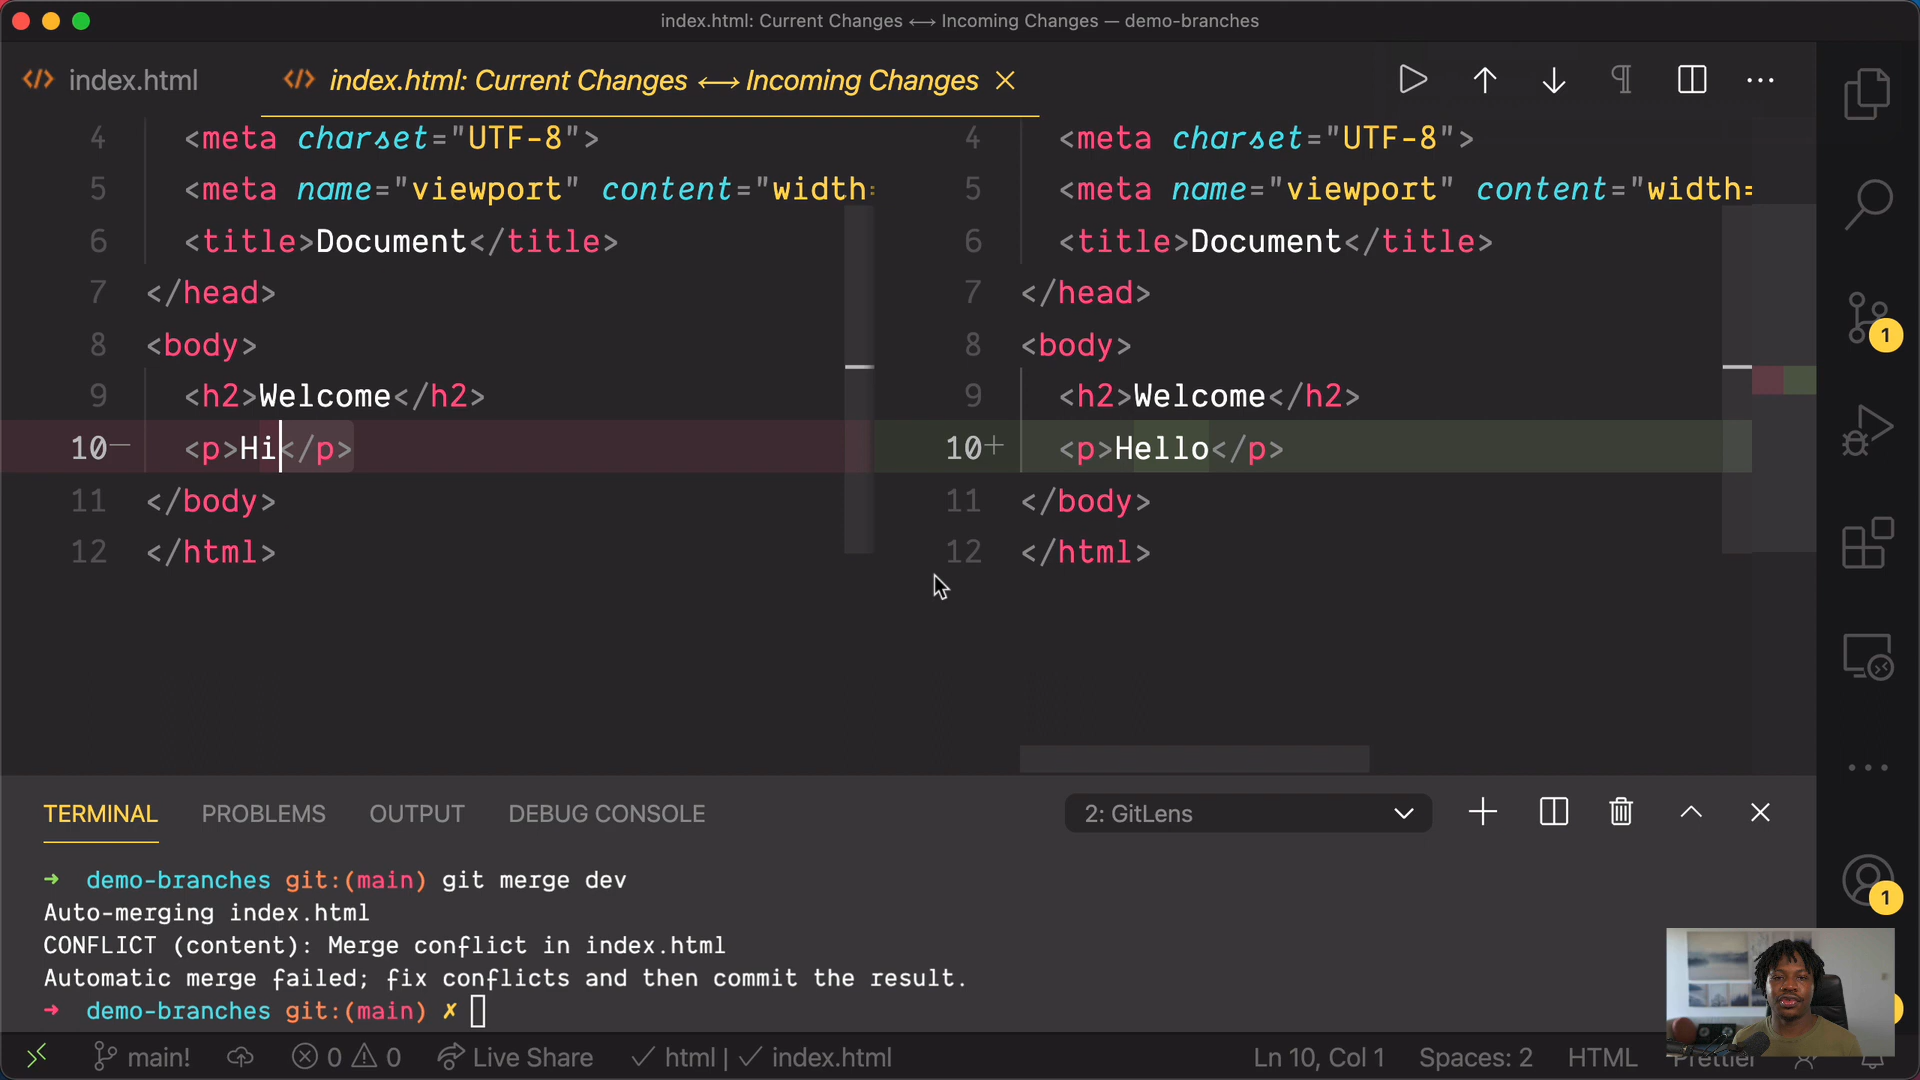 index.html: Current Changes ⟷ Incoming Changes — demo-branches
index.html
index.html: Current Changes ⟷ Incoming Changes
4 <meta charset="UTF-8">
5 <meta name="viewport" content="width=
6 <title>Document</title>
7 </head>
8 <body>
9 <h2>Welcome</h2>
10— <p>Hi</p>
11 </body>
12 </html>
4 <meta charset="UTF-8">
5 <meta name="viewport" content="width=
6 <title>Document</title>
7 </head>
8 <body>
9 <h2>Welcome</h2>
10+ <p>Hello</p>
11 </body>
12 </html>
1
TERMINAL PROBLEMS OUTPUT DEBUG CONSOLE 2: GitLens
➜ demo-branches git:(main) git merge dev
Auto-merging index.html
CONFLICT (content): Merge conflict in index.html
Automatic merge failed; fix conflicts and then commit the result.
➜ demo-branches git:(main) ✗
1
main! 0 0 Live Share ✓ html | ✓ index.html Ln 10, Col 1 Spaces: 2 HTML Prettier